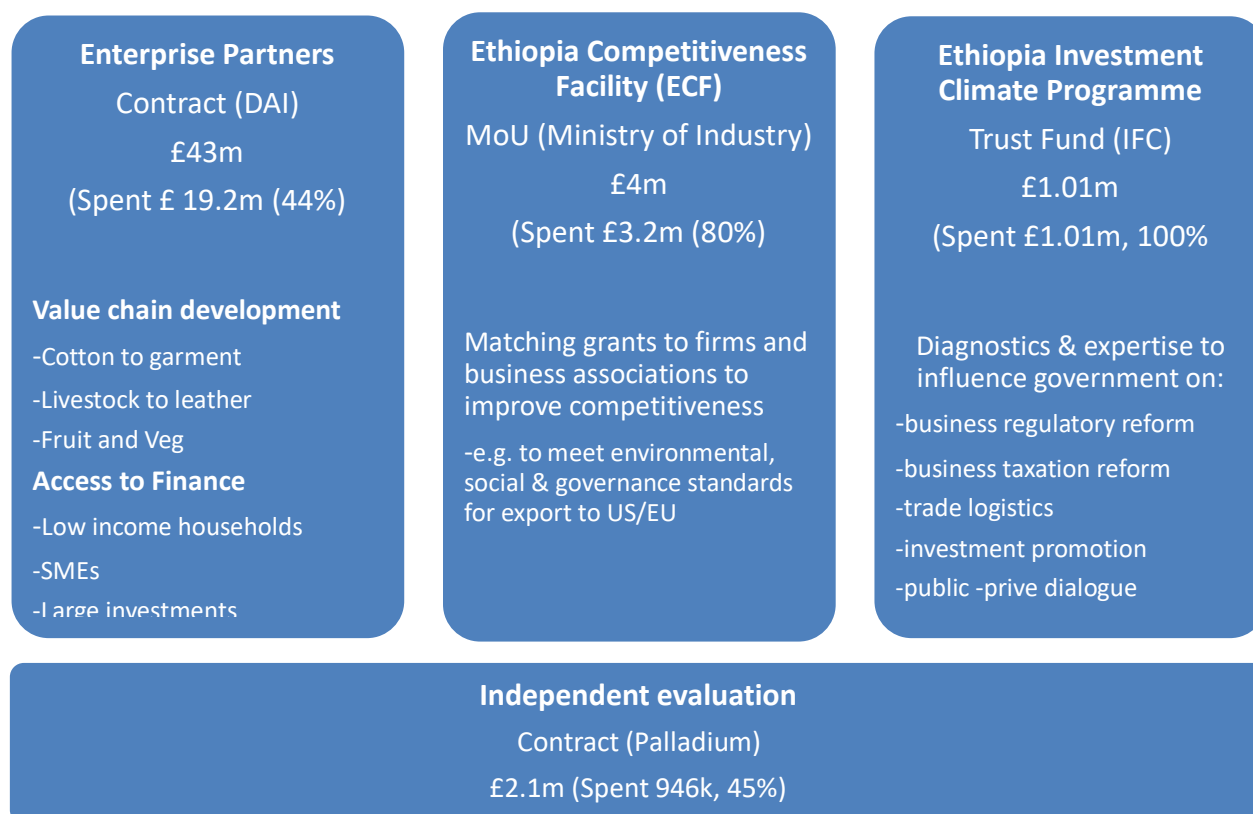 Enterprise Partners
Contract (DAI)
£43m
(Spent £ 19.2m (44%)
Value chain development
-Cotton to garment
-Livestock to leather
-Fruit and Veg
Access to Finance
-Low income households
-SMEs
-Large investments
Ethiopia Competitiveness
Facility (ECF)
MoU (Ministry of Industry)
£4m
(Spent £3.2m (80%)
Matching grants to firms and
business associations to
improve competitiveness
-e.g. to meet environmental,
social & governance standards
for export to US/EU
Ethiopia Investment
Climate Programme
Trust Fund (IFC)
£1.01m
(Spent £1.01m, 100%
Diagnostics & expertise to
influence government on:
-business regulatory reform
-business taxation reform
-trade logistics
-investment promotion
-public -prive dialogue
Independent evaluation
Contract (Palladium)
£2.1m (Spent 946k, 45%)